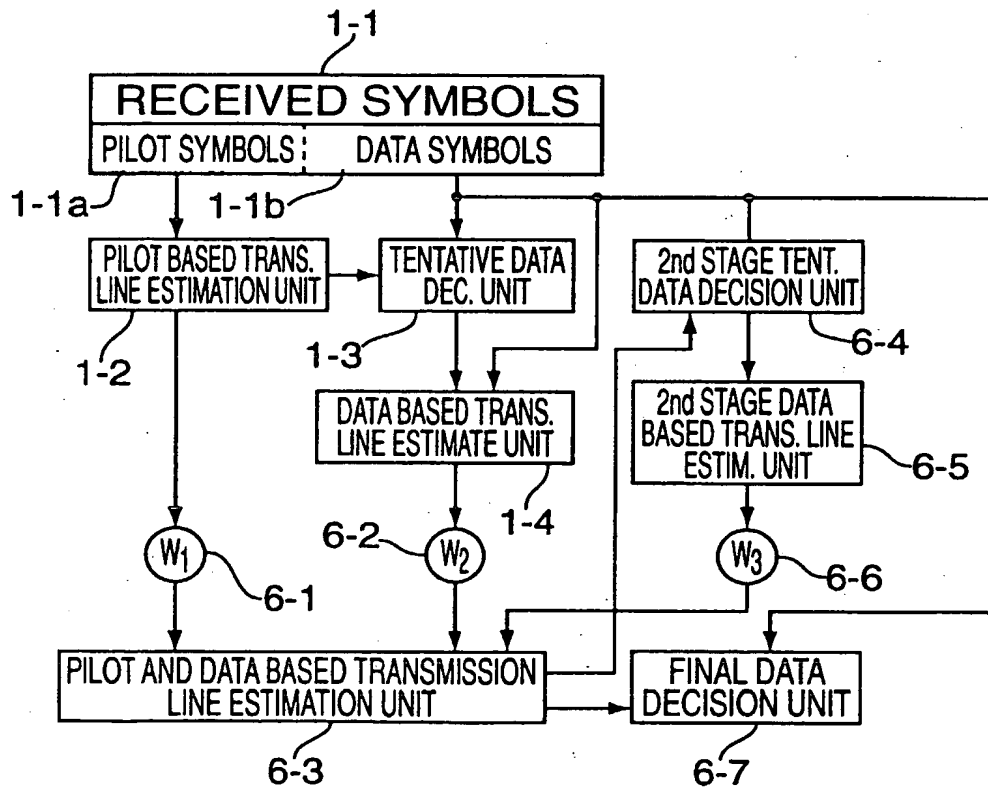 1-1
RECEIVED SYMBOLS
PILOT SYMBOLS
DATA SYMBOLS
1-1a
1-1b
PILOT BASED TRANS.
LINE ESTIMATION UNIT
TENTATIVE DATA
DEC. UNIT
2nd STAGE TENT.
DATA DECISION UNIT
1-2
1-3
6-4
DATA BASED TRANS.
LINE ESTIMATE UNIT
2nd STAGE DATA
BASED TRANS. LINE
ESTIM. UNIT
1-4
6-5
W1
6-1
6-2
W2
W3
6-6
PILOT AND DATA BASED TRANSMISSION
LINE ESTIMATION UNIT
FINAL DATA
DECISION UNIT
6-3
6-7